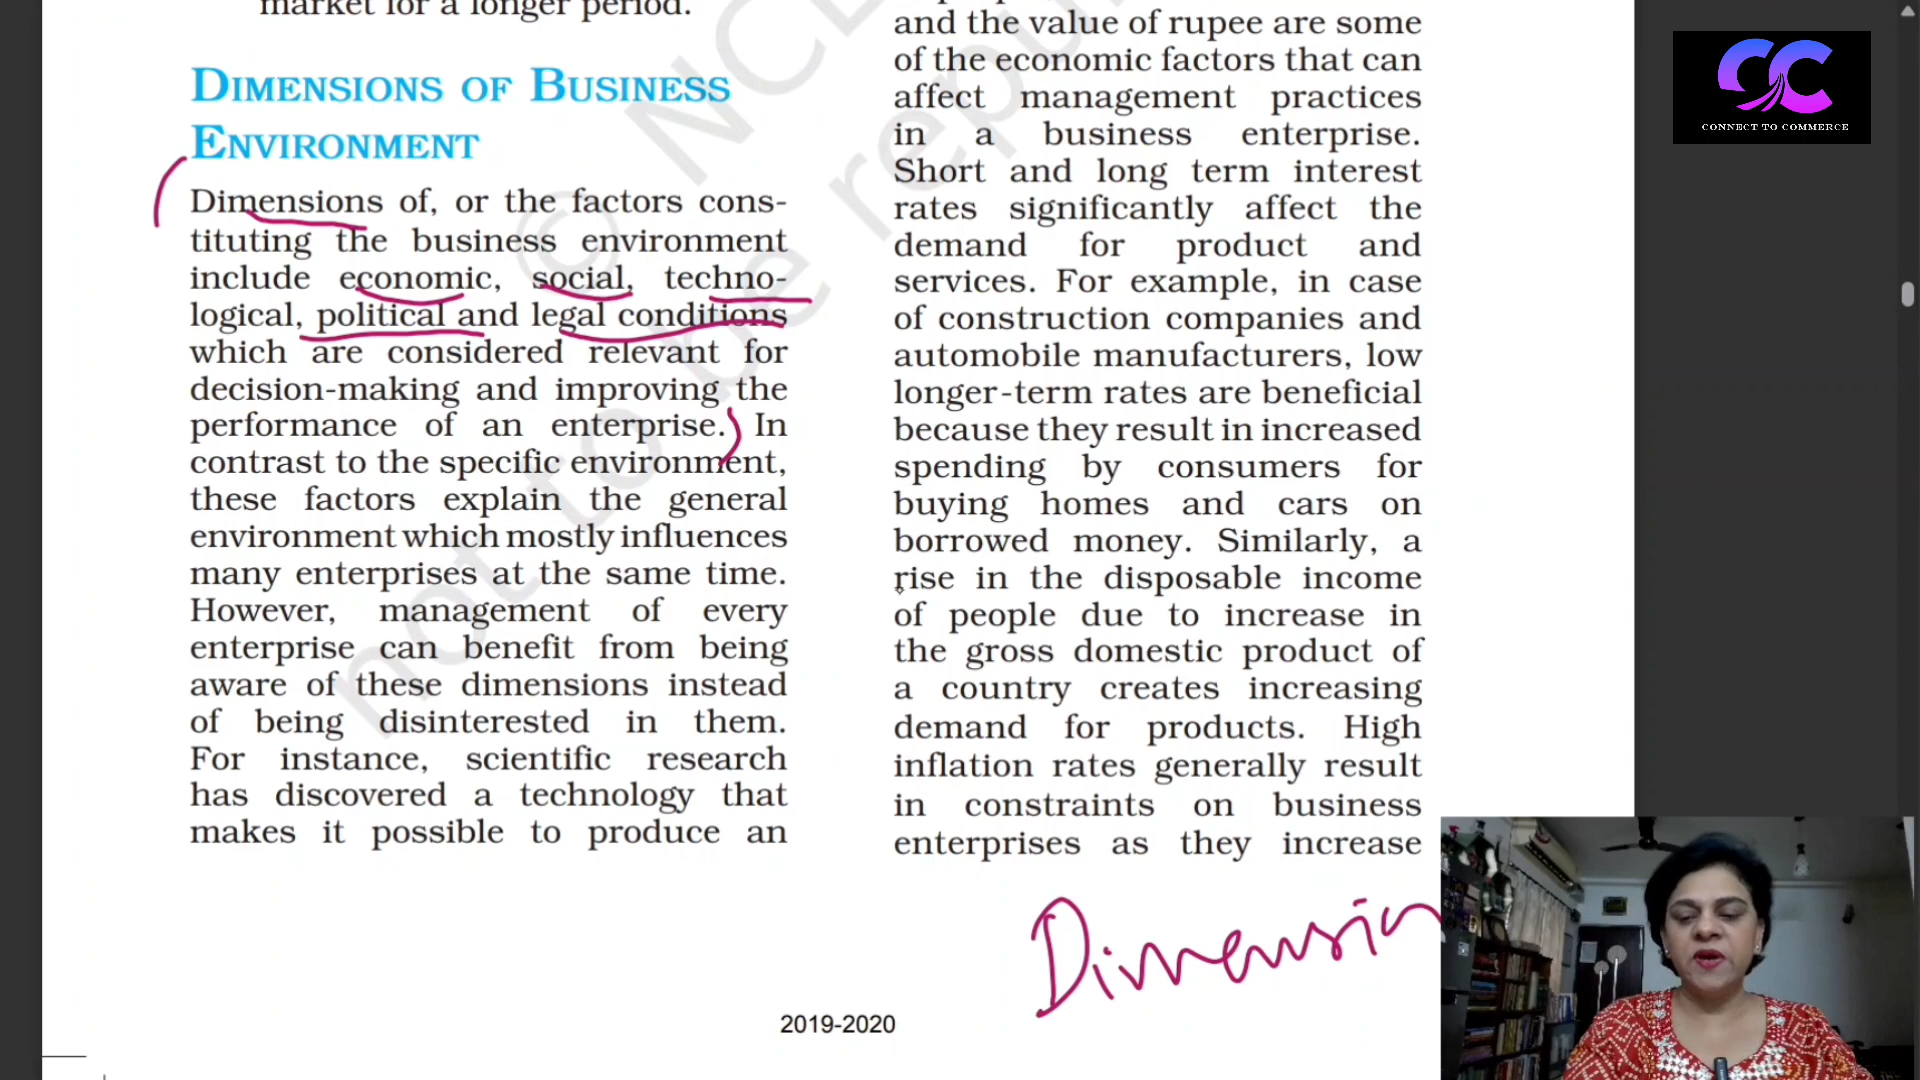 market for a longer period.
DIMENSIONS OF BUSINESS
ENVIRONMENT
Dimensions of, or the factors cons-
tituting the business environment
include economic, social, techno-
logical, political and legal conditions
which are considered relevant for
decision-making and improving the
performance of an enterprise. In
contrast to the specific environment,
these factors explain the general
environment which mostly influences
many enterprises at the same time.
However, management of every
enterprise can benefit from being
aware of these dimensions instead
of being disinterested in them.
For instance, scientific research
has discovered a technology that
makes it possible to produce an
and the value of rupee are some
of the economic factors that can
affect management practices
in a business enterprise.
Short and long term interest
rates significantly affect the
demand for product and
services. For example, in case
of construction companies and
automobile manufacturers, low
longer-term rates are beneficial
because they result in increased
spending by consumers for
buying homes and cars on
borrowed money. Similarly, a
rise in the disposable income
of people due to increase in
the gross domestic product of
a country creates increasing
demand for products. High
inflation rates generally result
in constraints on business
enterprises as they increase
Dimension
2019-2020
CONNECT TO COMMERCE
not to be